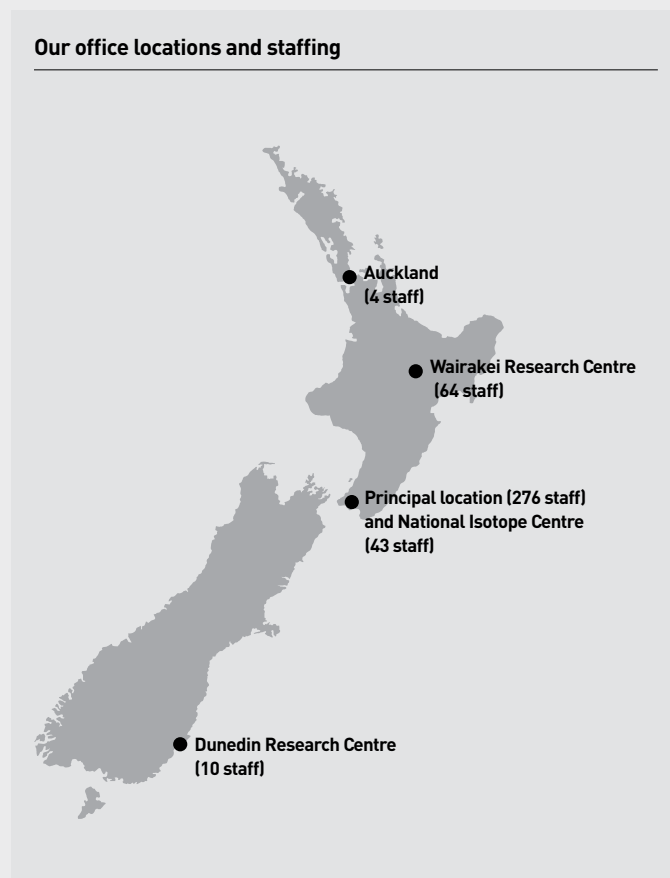 Our office locations and staffing
Auckland
(4 staff)
Wairakei Research Centre
(64 staff)
Principal location (276 staff)
and National Isotope Centre
(43 staff)
Dunedin Research Centre
(10 staff)